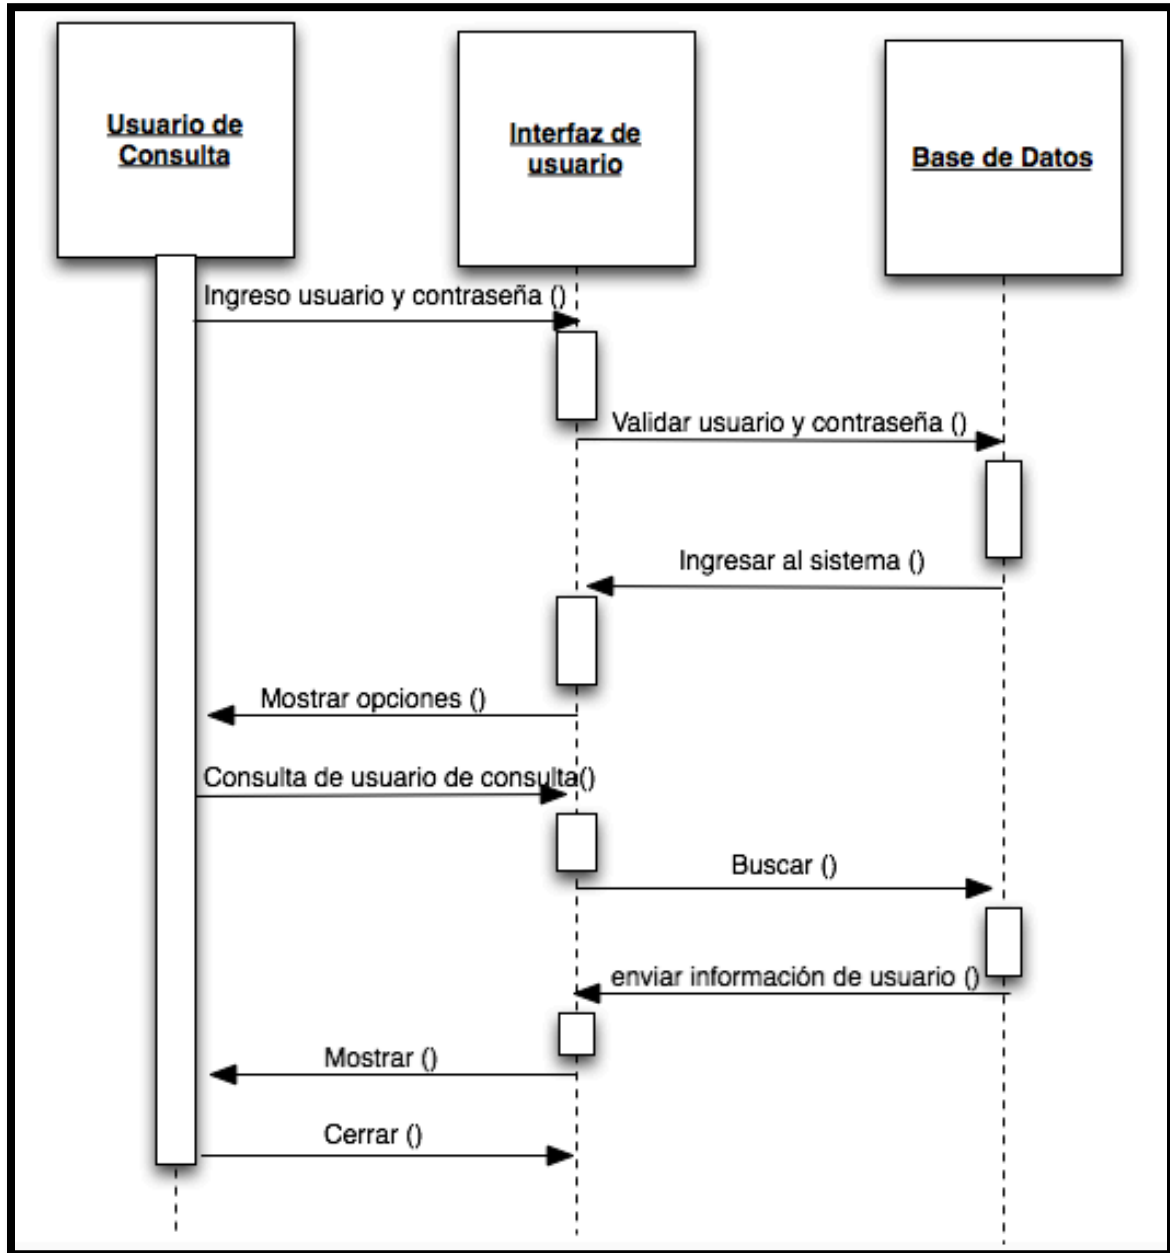 Usuario de
Consulta
Interfaz de
usuario
Base de Datos
Ingreso usuario y contraseña ()
Validar usuario y contraseña ()
Ingresar al sistema ()
Mostrar opciones ()
Consulta de usuario de consulta()
Buscar ()
enviar información de usuario ()
Mostrar ()
Cerrar ()